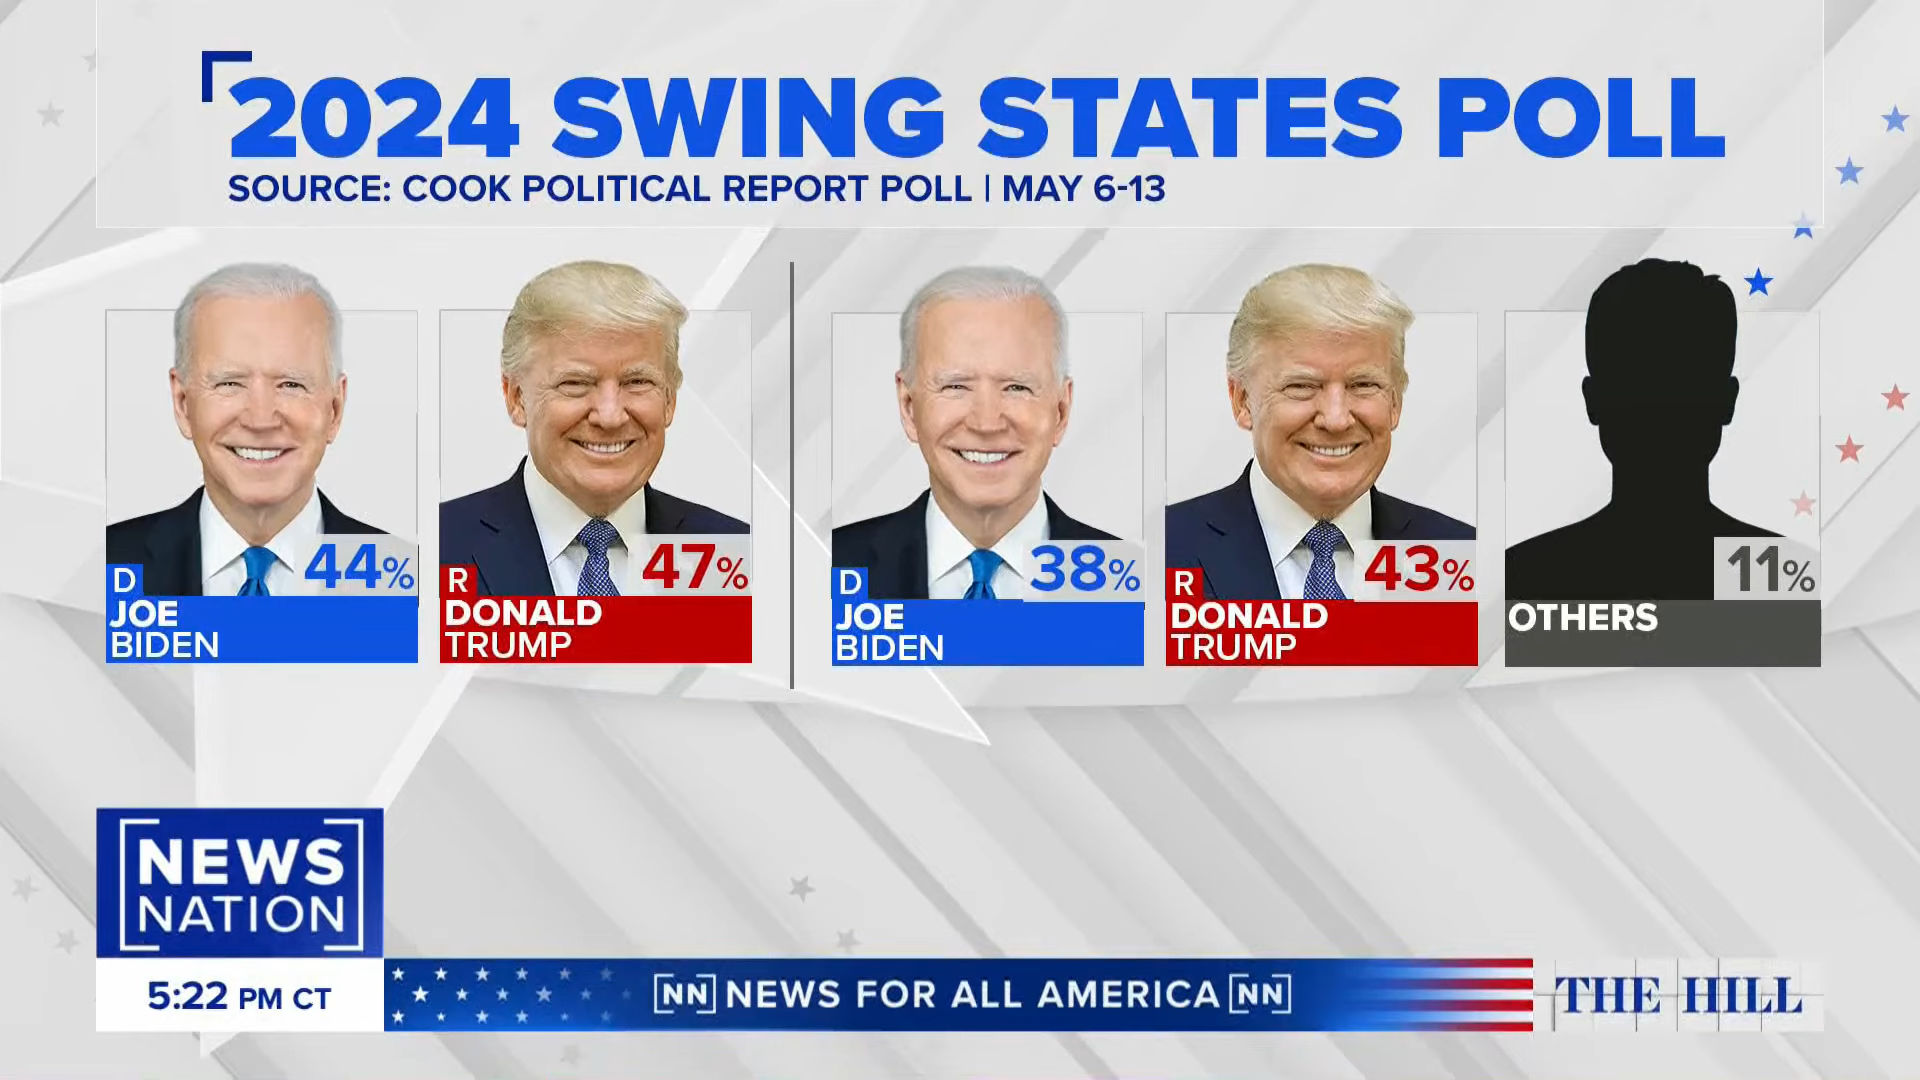 2024 SWING STATES POLL
SOURCE: COOK POLITICAL REPORT POLL | MAY 6-13
44%
D
JOE
BIDEN
47%
R
DONALD
TRUMP
38%
D
JOE
BIDEN
43%
R
DONALD
TRUMP
11%
OTHERS
NEWS
NATION
5:22 PM CT
NN NEWS FOR ALL AMERICA NN
THE HILL